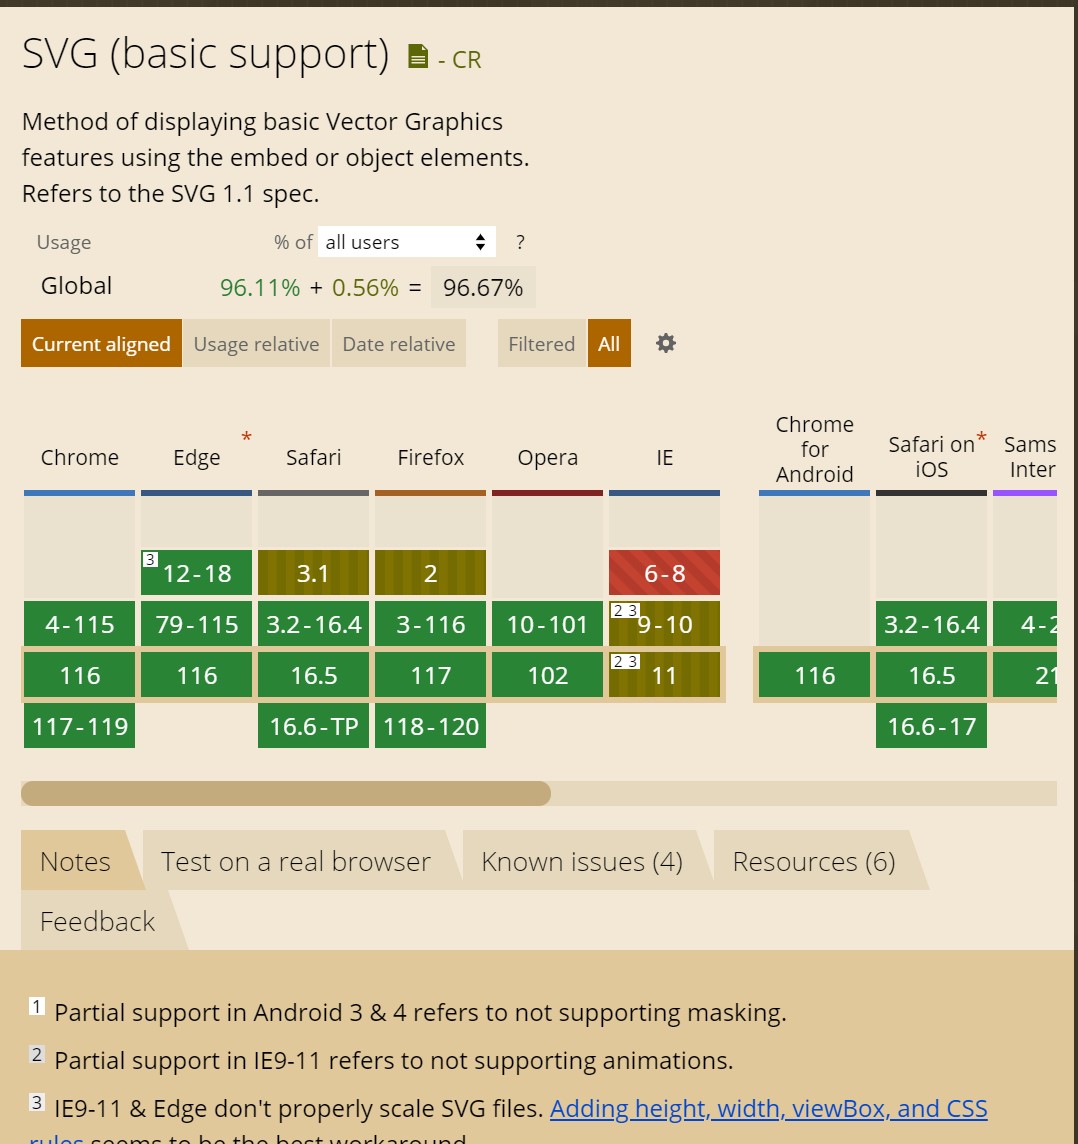 SVG (basic support) - CR
Method of displaying basic Vector Graphics
features using the embed or object elements.
Refers to the SVG 1.1 spec.
Usage % of all users ?
Global 96.11% + 0.56% = 96.67%
Current aligned Usage relative Date relative Filtered All
Chrome Edge * Safari Firefox Opera IE Chrome for Android Safari on iOS * Sams Inter
3 12-18 3.1 2 6-8
4-115 79-115 3.2-16.4 3-116 10-101 2 3 9-10 3.2-16.4 4-2
116 116 16.5 117 102 2 3 11 116 16.5 21
117-119 16.6-TP 118-120 16.6-17
Notes Test on a real browser Known issues (4) Resources (6)
Feedback
1 Partial support in Android 3 & 4 refers to not supporting masking.
2 Partial support in IE9-11 refers to not supporting animations.
3 IE9-11 & Edge don't properly scale SVG files. Adding height, width, viewBox, and CSS
rules seems to be the best workaround.